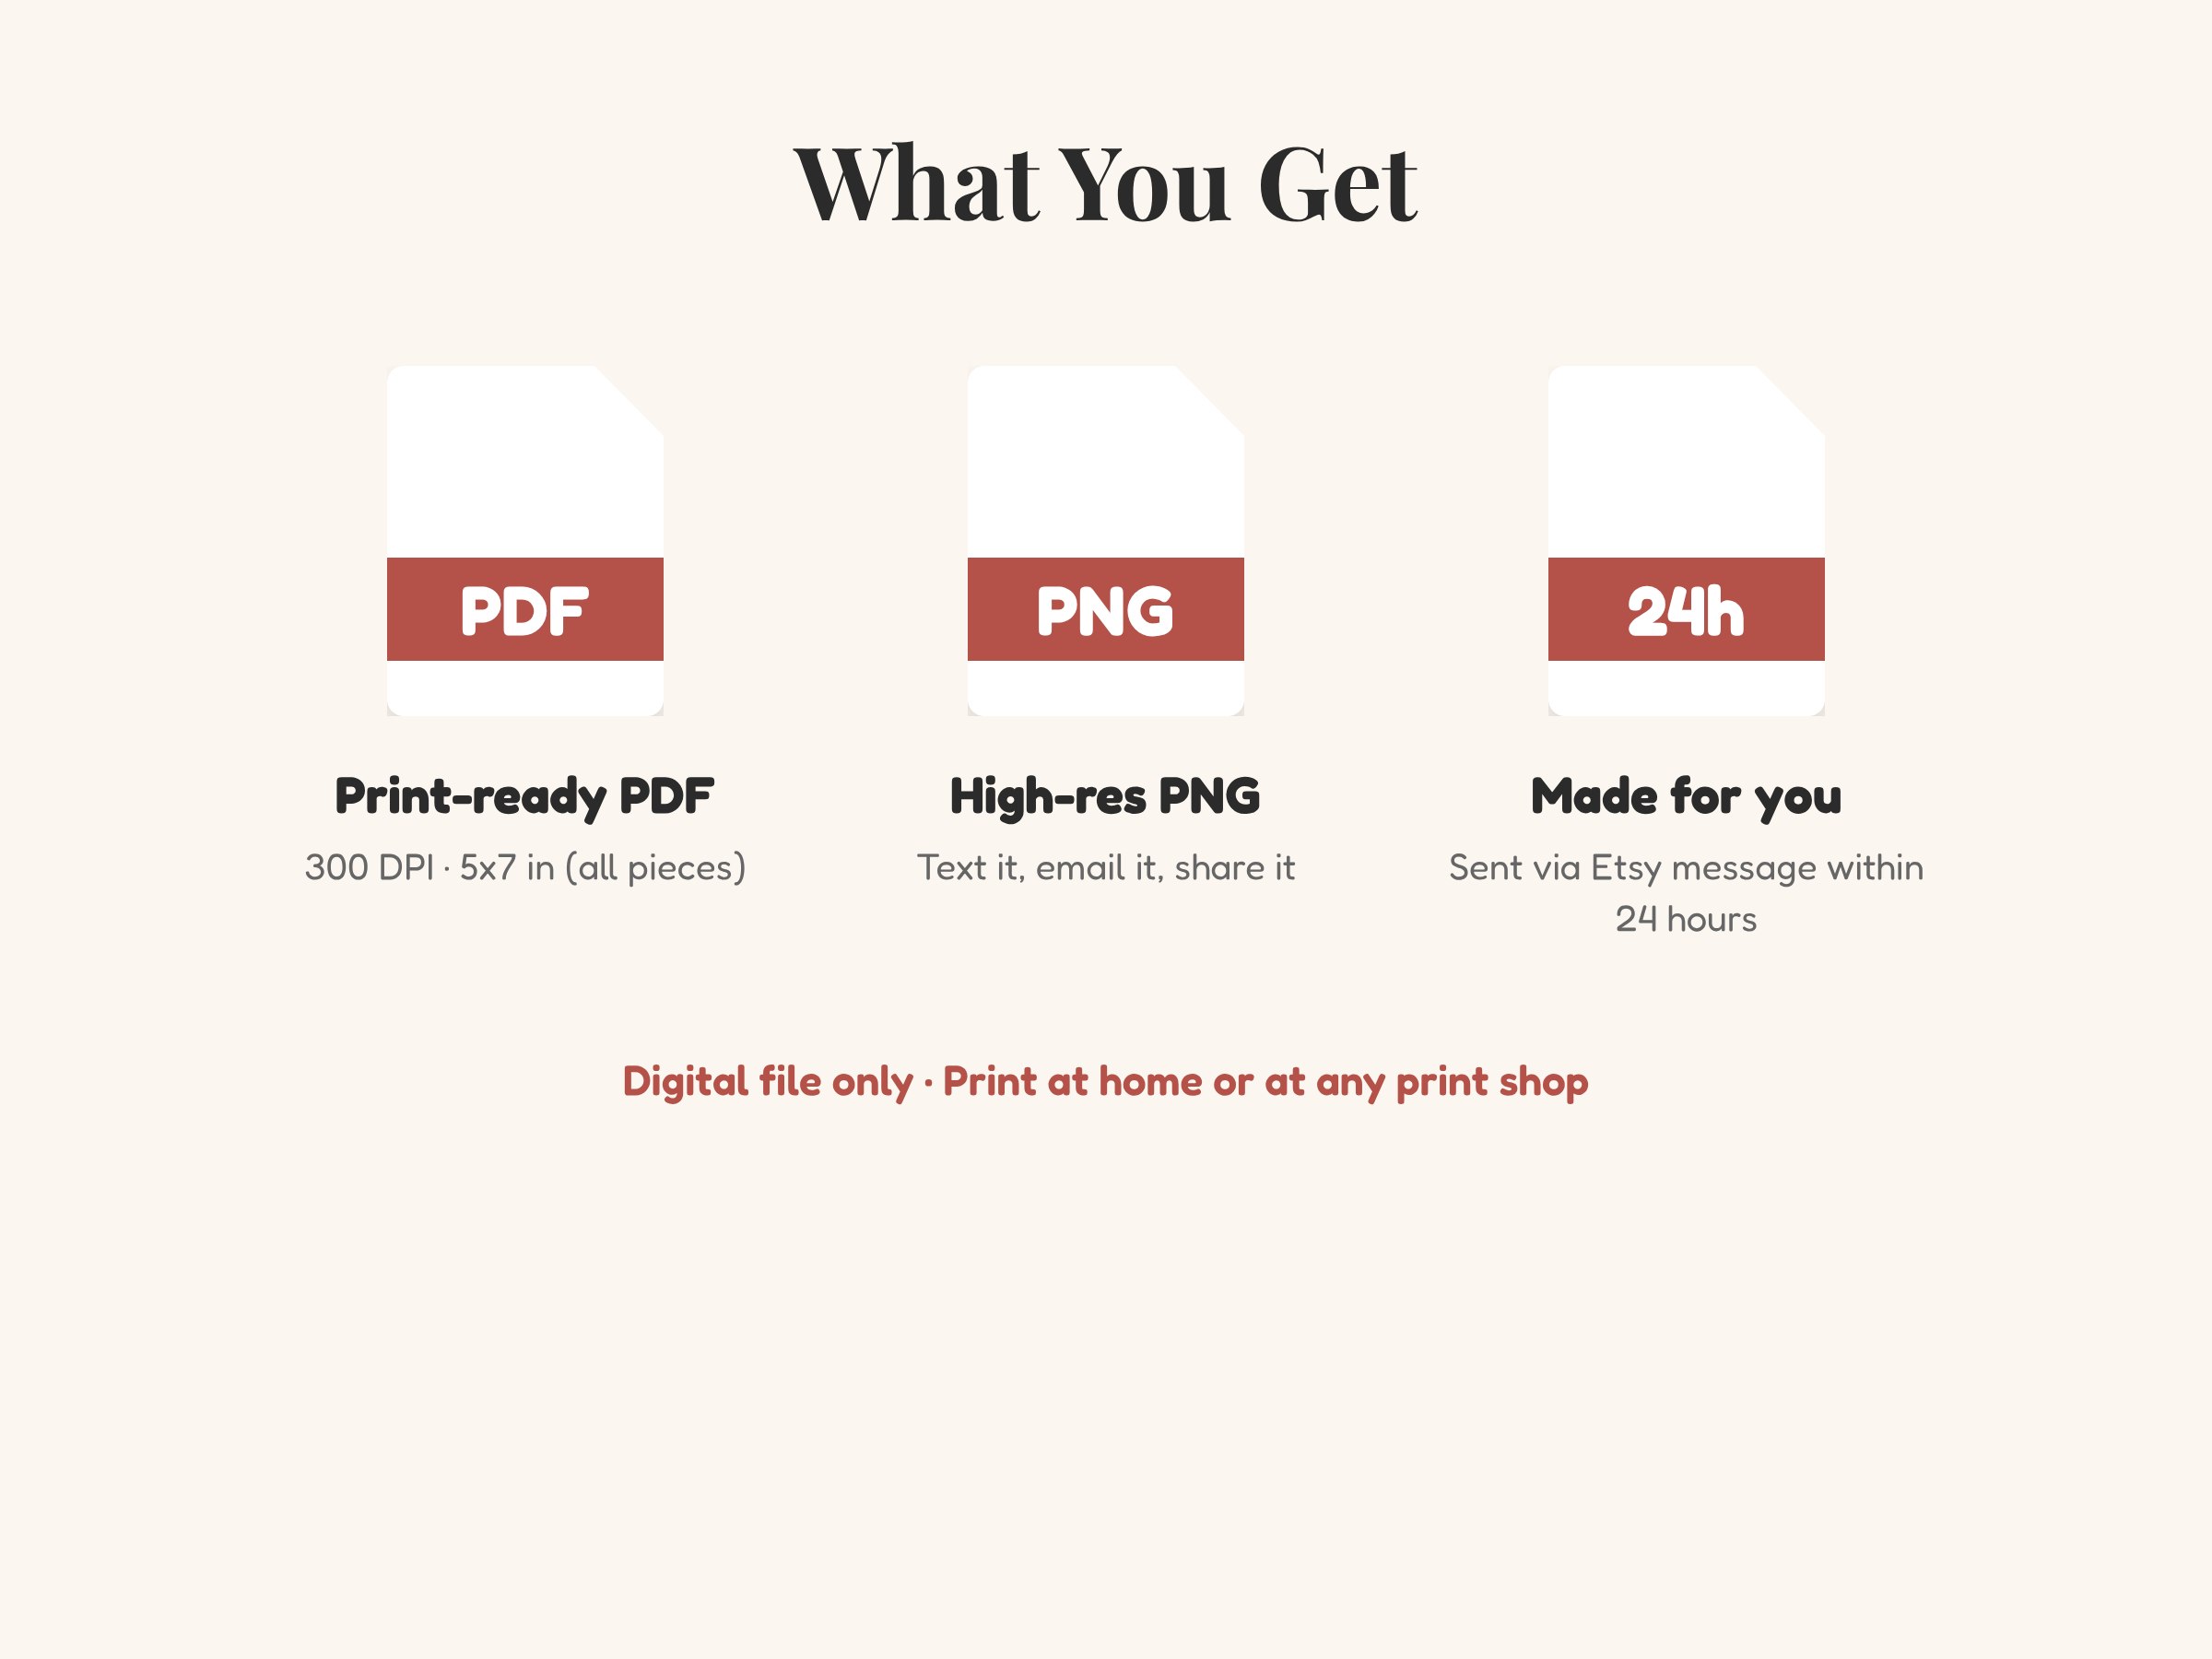 What You Get
PDF
PNG
24h
Print-ready PDF
300 DPI · 5x7 in (all pieces)
High-res PNG
Text it, email it, share it
Made for you
Sent via Etsy message within
24 hours
Digital file only · Print at home or at any print shop